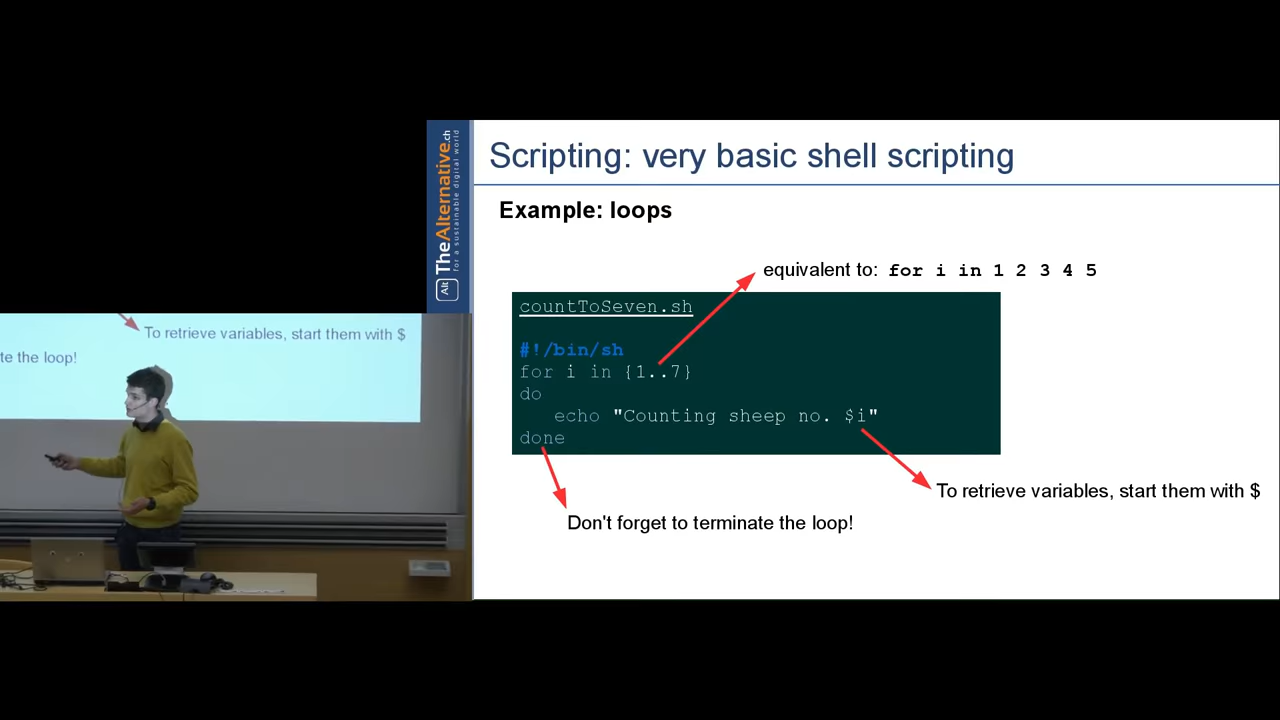 Scripting: very basic shell scripting
Example: loops
equivalent to: for i in 1 2 3 4 5
countToSeven.sh
#!/bin/sh
for i in {1..7}
do
echo "Counting sheep no. $i"
done
To retrieve variables, start them with $
Don't forget to terminate the loop!
Alt TheAlternative.ch
for a sustainable digital world
To retrieve variables, start them with $
te the loop!